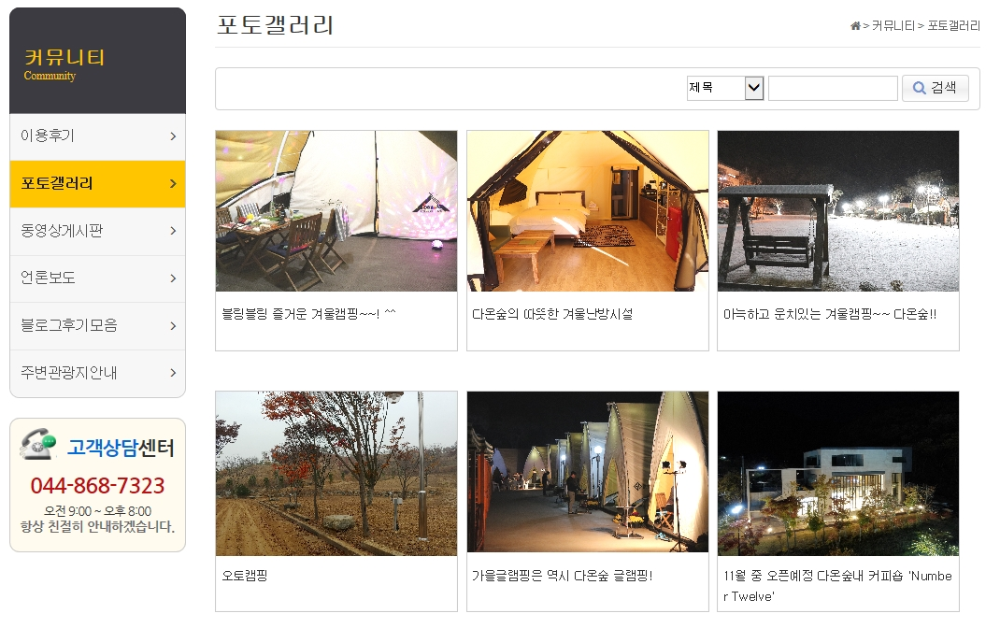 커뮤니티
Community
이용후기
포토갤러리
동영상게시판
언론보도
블로그후기모음
주변관광지안내
고객상담센터
044-868-7323
오전 9:00 ~ 오후 8:00
항상 친절히 안내하겠습니다.
포토갤러리
> 커뮤니티 > 포토갤러리
제목
검색
블링블링 즐거운 겨울캠핑~~! ^^
다온숲의 따뜻한 겨울난방시설
아늑하고 운치있는 겨울캠핑~~ 다온숲!!
오토캠핑
가을글램핑은 역시 다온숲 글램핑!
11월 중 오픈예정 다온숲내 커피숍 'Numbe
r Twelve'